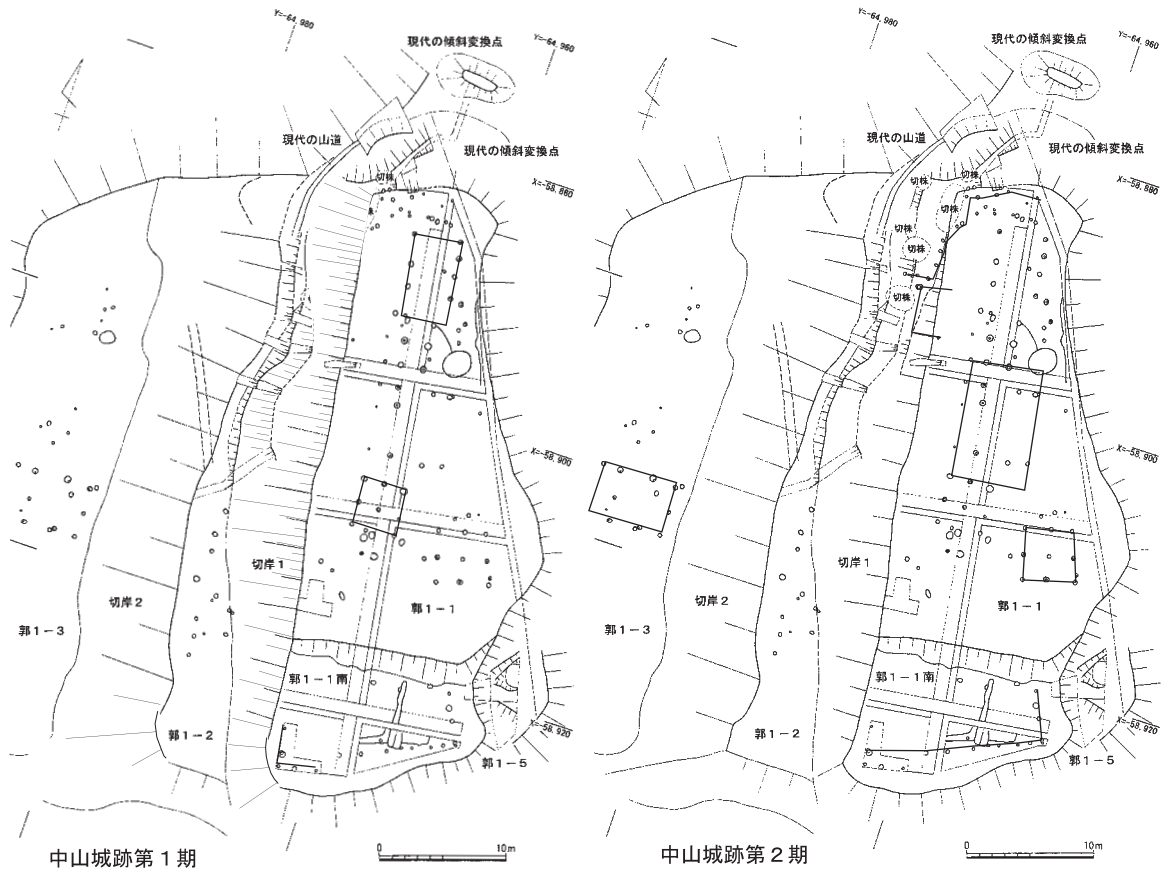 Y=-64,980
現代の傾斜変換点
Y=-64,960
現代の山道
現代の傾斜変換点
切株
X=-58,880
X=-58,900
切岸1
切岸2
郭1-1
郭1-3
郭1-1南
郭1-2
X=-58,920
郭1-5
中山城跡第1期
0
10m
Y=-64,980
現代の傾斜変換点
Y=-64,960
現代の山道
現代の傾斜変換点
切株
切株
切株
切株
切株
切株
X=-58,880
X=-58,900
切岸1
切岸2
郭1-1
郭1-3
郭1-1南
郭1-2
X=-58,920
郭1-5
中山城跡第2期
0
10m